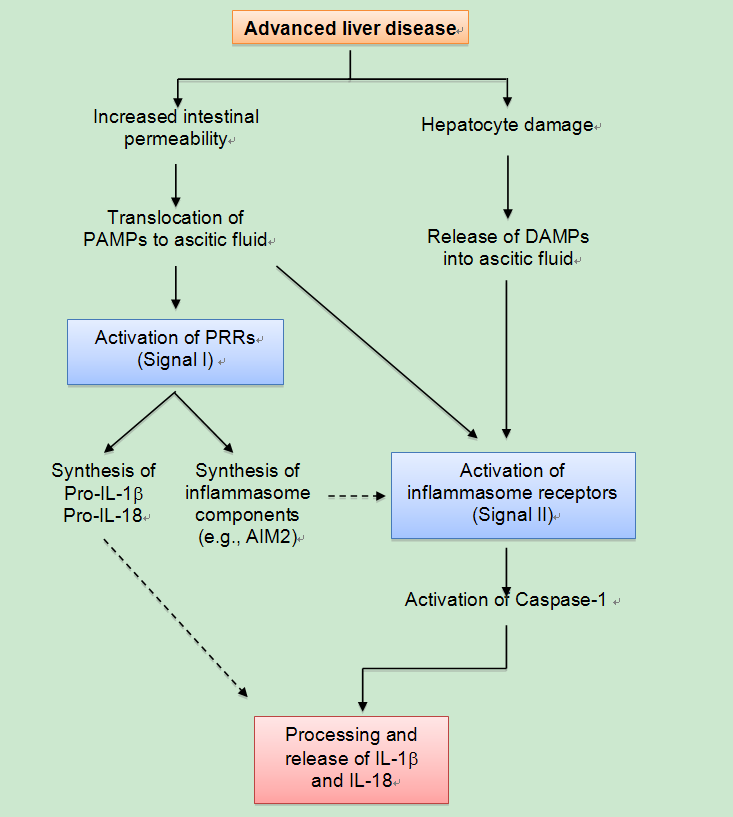 Advanced liver disease
Increased intestinal
permeability
Hepatocyte damage
Translocation of
PAMPs to ascitic fluid
Release of DAMPs
into ascitic fluid
Activation of PRRs
(Signal I)
Synthesis of
Pro-IL-1β
Pro-IL-18
Synthesis of
inflammasome
components
(e.g., AIM2)
Activation of
inflammasome receptors
(Signal II)
Activation of Caspase-1
Processing and
release of IL-1β
and IL-18